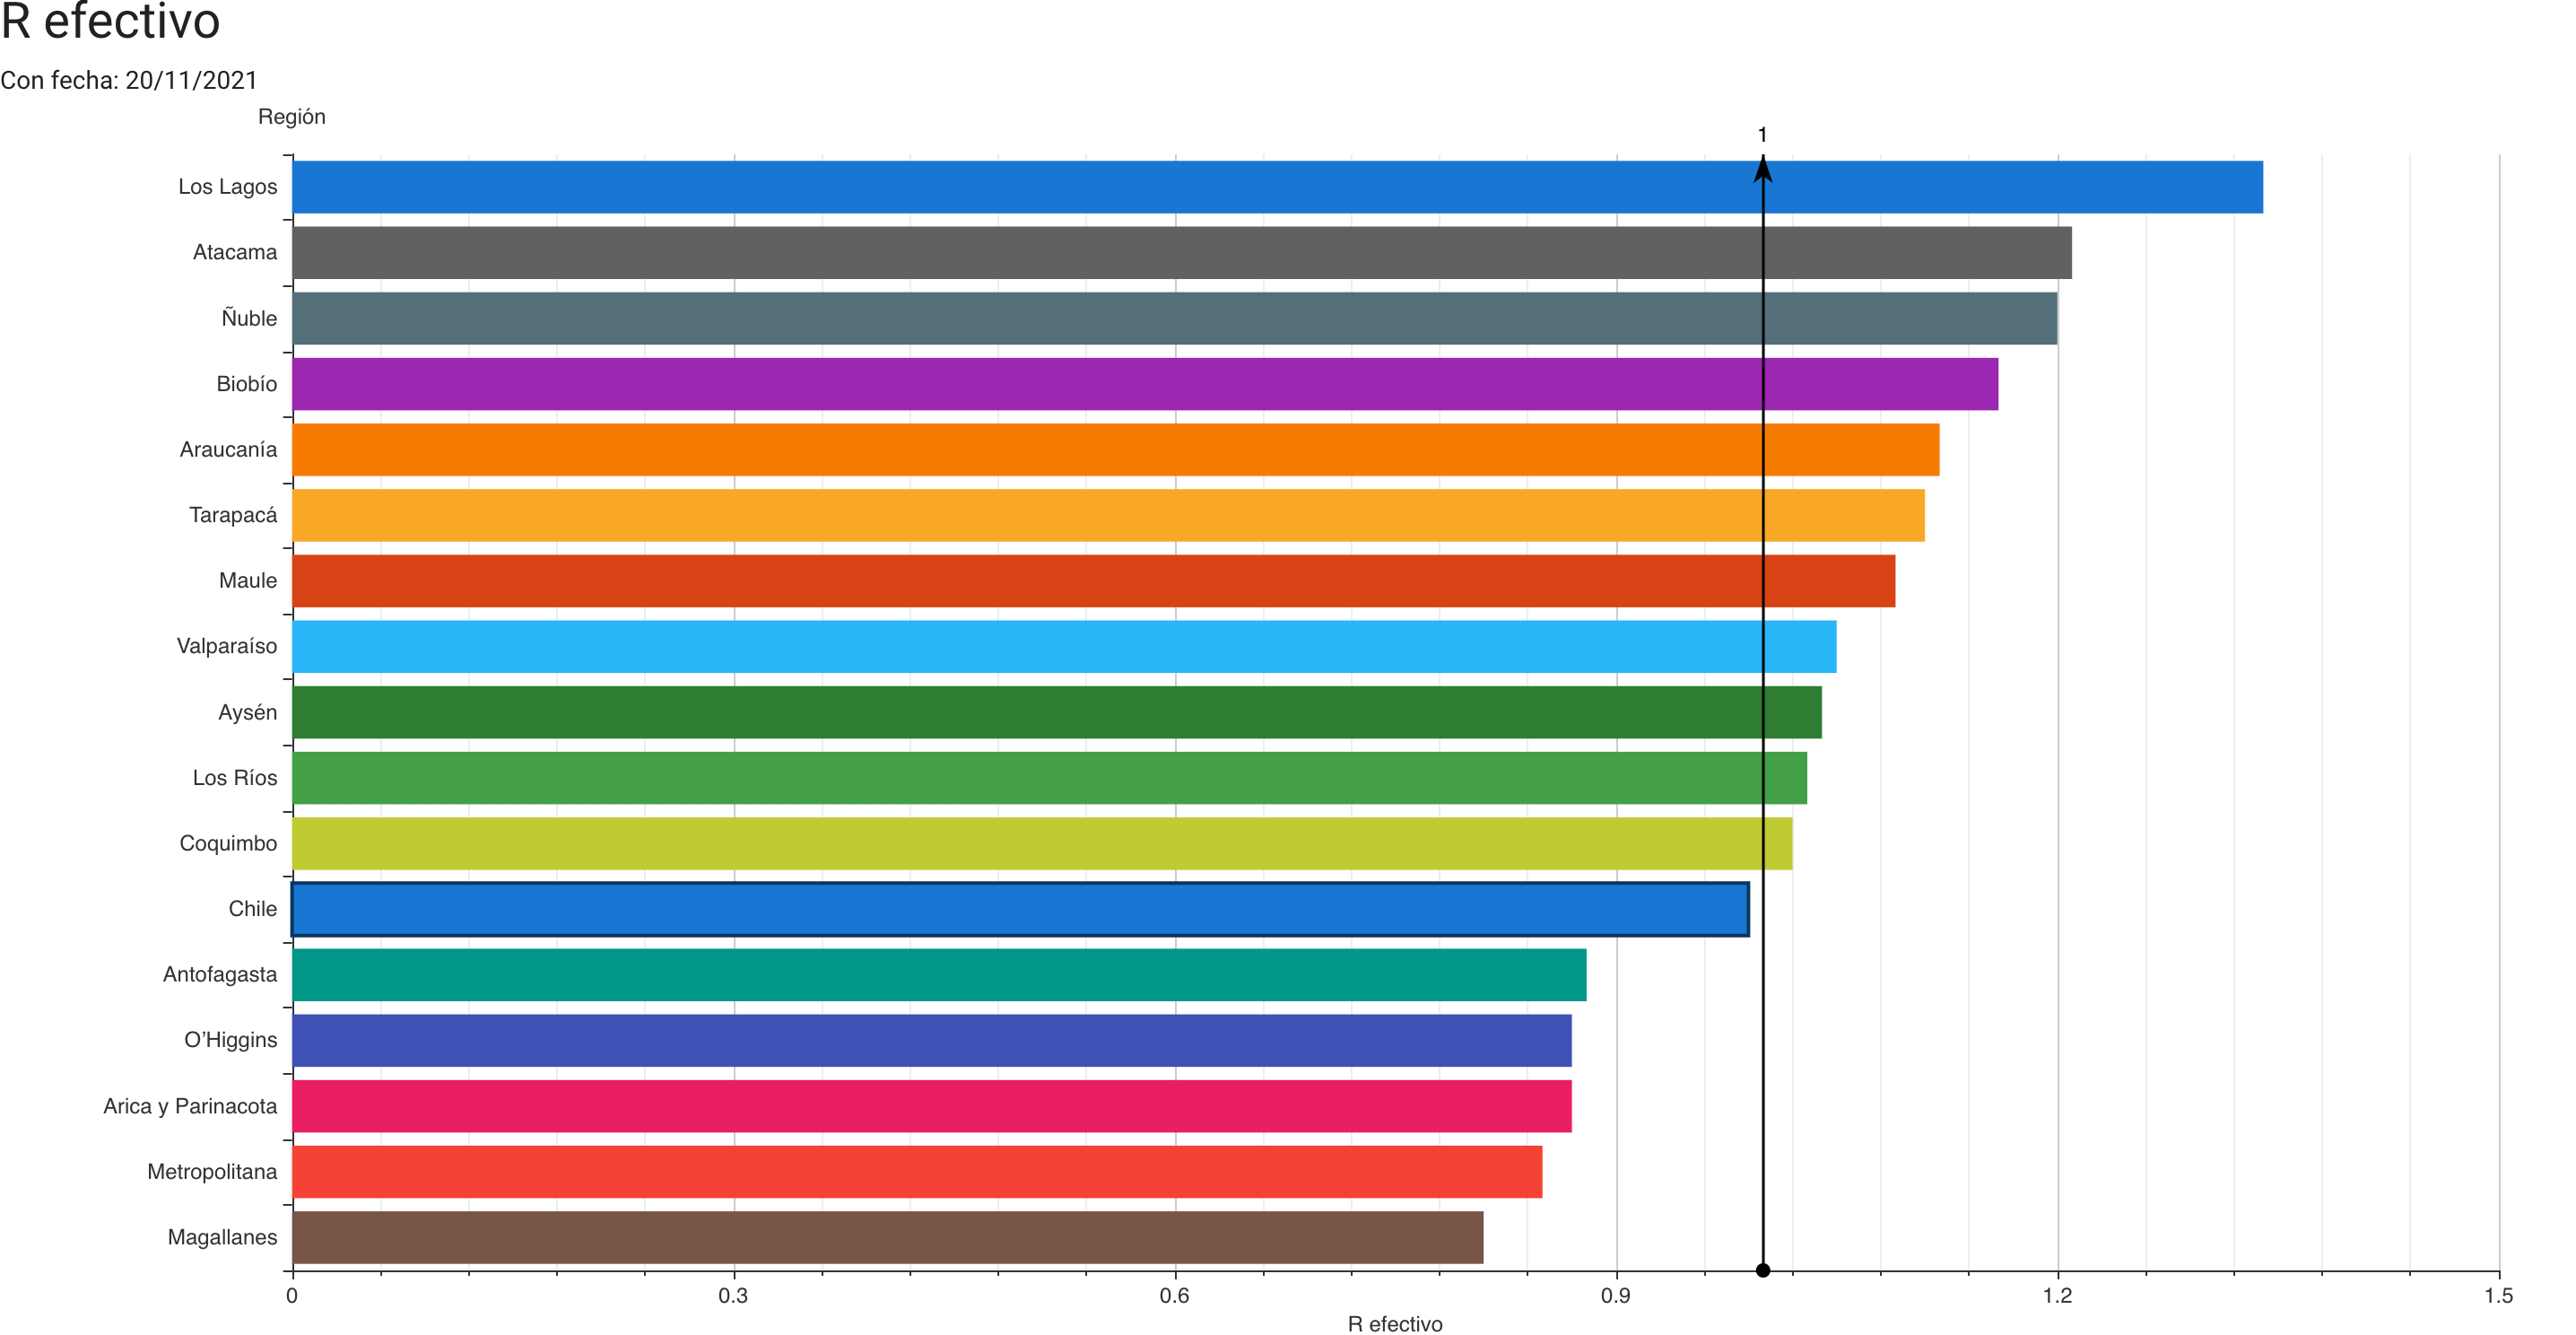 R efectivo
Con fecha: 20/11/2021
Región
1
Los Lagos
Atacama
Ñuble
Biobío
Araucanía
Tarapacá
Maule
Valparaíso
Aysén
Los Ríos
Coquimbo
Chile
Antofagasta
O’Higgins
Arica y Parinacota
Metropolitana
Magallanes
0 0.3 0.6 0.9 1.2 1.5
R efectivo